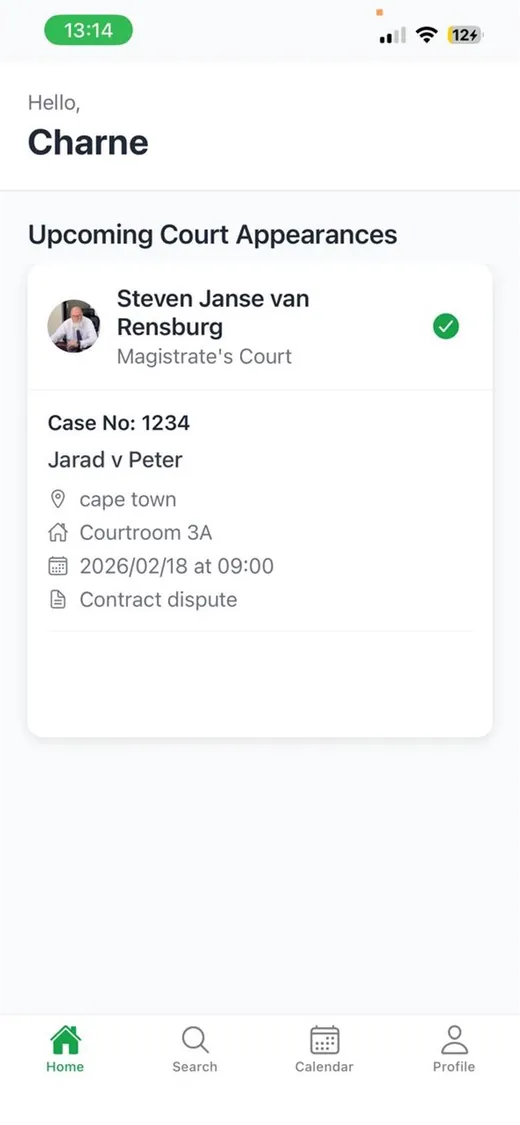 13:14
12
Hello,
Charne
Upcoming Court Appearances
Steven Janse van
Rensburg
Magistrate's Court
Case No: 1234
Jarad v Peter
cape town
Courtroom 3A
2026/02/18 at 09:00
Contract dispute
Home
Search
Calendar
Profile